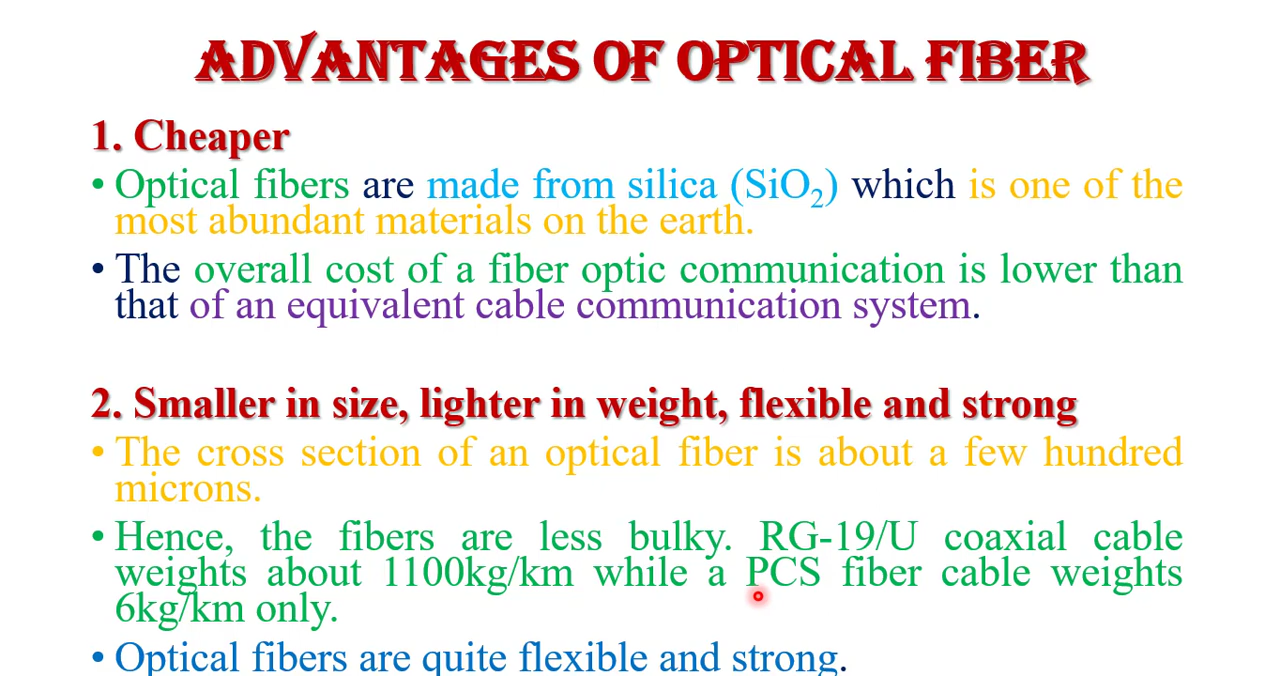 ADVANTAGES OF OPTICAL FIBER
1. Cheaper
• Optical fibers are made from silica (SiO₂) which is one of the
most abundant materials on the earth.
• The overall cost of a fiber optic communication is lower than
that of an equivalent cable communication system.
2. Smaller in size, lighter in weight, flexible and strong
• The cross section of an optical fiber is about a few hundred
microns.
• Hence, the fibers are less bulky. RG-19/U coaxial cable
weights about 1100kg/km while a PCS fiber cable weights
6kg/km only.
• Optical fibers are quite flexible and strong.